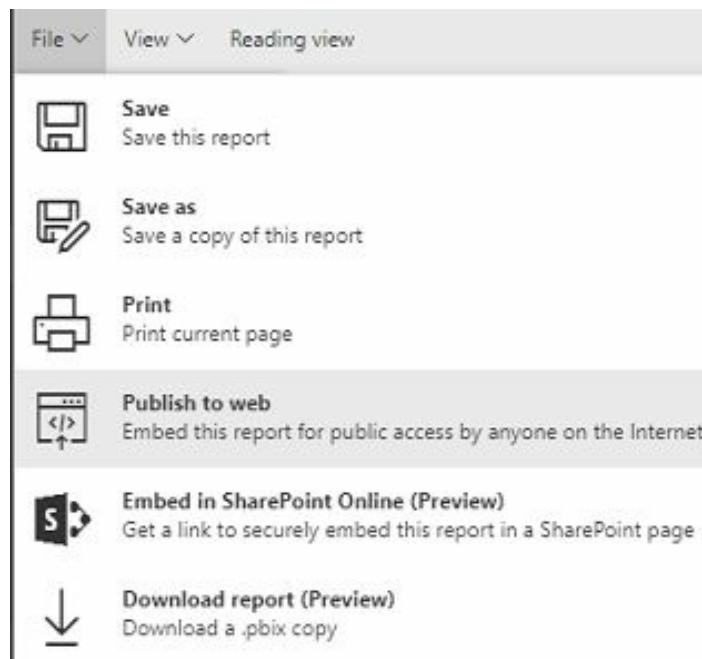 File View Reading view
Save
Save this report
Save as
Save a copy of this report
Print
Print current page
Publish to web
Embed this report for public access by anyone on the Internet
S
Embed in SharePoint Online (Preview)
Get a link to securely embed this report in a SharePoint page
Download report (Preview)
Download a .pbix copy